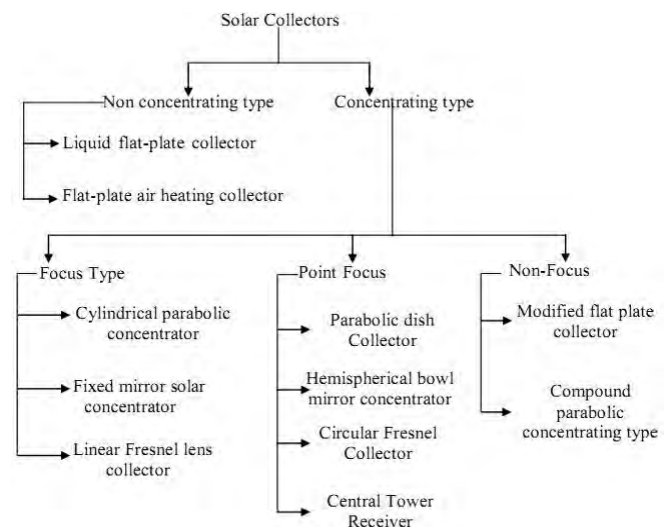 Solar Collectors
Non concentrating type
Concentrating type
Liquid flat-plate collector
Flat-plate air heating collector
Focus Type
Cylindrical parabolic
concentrator
Fixed mirror solar
concentrator
Linear Fresnel lens
collector
Point Focus
Parabolic dish
Collector
Hemispherical bowl
mirror concentrator
Circular Fresnel
Collector
Central Tower
Receiver
Non-Focus
Modified flat plate
collector
Compound
parabolic
concentrating type